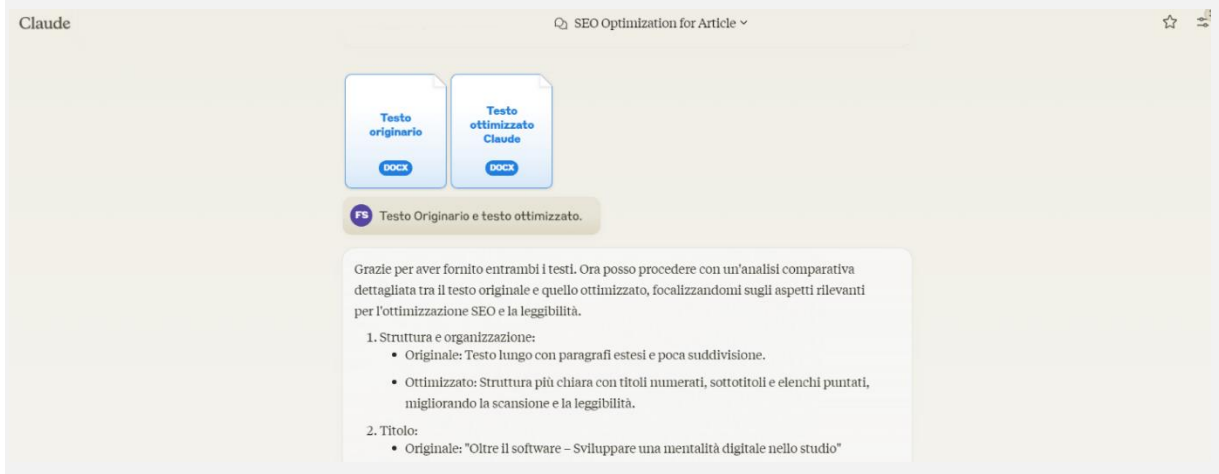 Claude
SEO Optimization for Article
Testo
originario
DOCX
Testo
ottimizzato
Claude
DOCX
FS Testo Originario e testo ottimizzato.
Grazie per aver fornito entrambi i testi. Ora posso procedere con un'analisi comparativa
dettagliata tra il testo originale e quello ottimizzato, focalizzandomi sugli aspetti rilevanti
per l'ottimizzazione SEO e la leggibilità.
1. Struttura e organizzazione:
• Originale: Testo lungo con paragrafi estesi e poca suddivisione.
• Ottimizzato: Struttura più chiara con titoli numerati, sottotitoli e elenchi puntati,
migliorando la scansione e la leggibilità.
2. Titolo:
• Originale: "Oltre il software – Sviluppare una mentalità digitale nello studio"